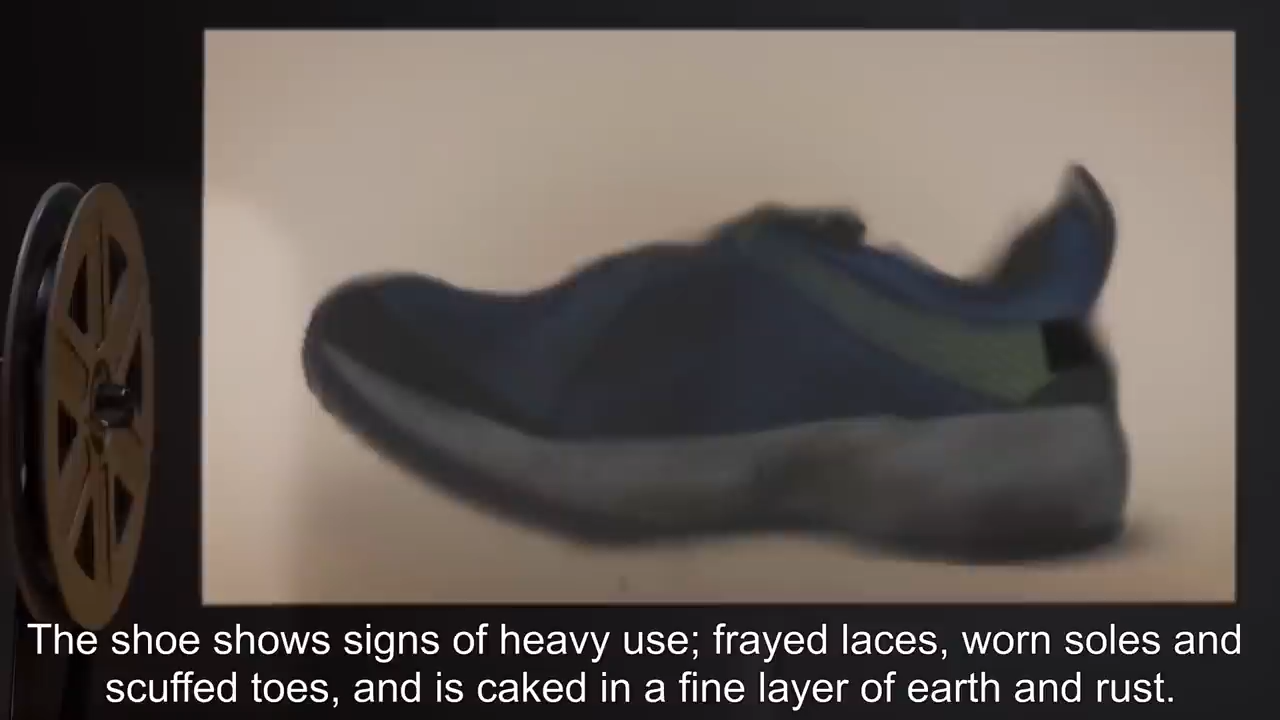 The shoe shows signs of heavy use; frayed laces, worn soles and
scuffed toes, and is caked in a fine layer of earth and rust.